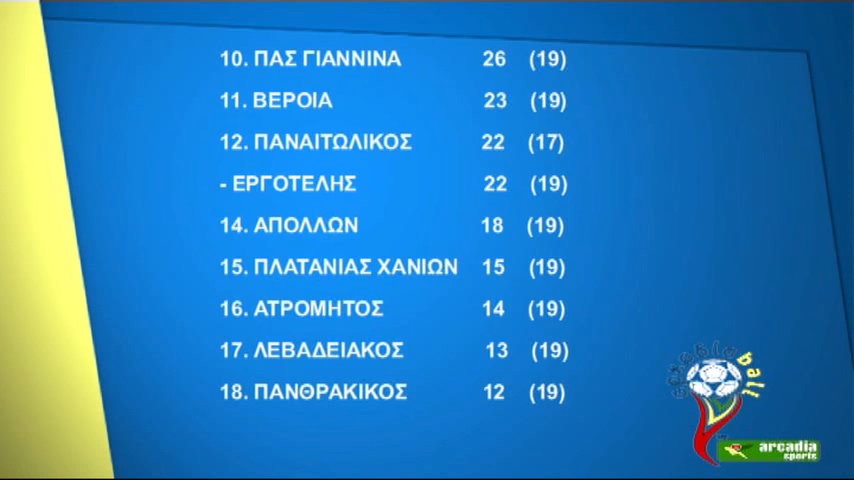 10. ΠΑΣ ΓΙΑΝΝΙΝΑ 26 (19)
11. ΒΕΡΟΙΑ 23 (19)
12. ΠΑΝΑΙΤΩΛΙΚΟΣ 22 (17)
- ΕΡΓΟΤΕΛΗΣ 22 (19)
14. ΑΠΟΛΛΩΝ 18 (19)
15. ΠΛΑΤΑΝΙΑΣ ΧΑΝΙΩΝ 15 (19)
16. ΑΤΡΟΜΗΤΟΣ 14 (19)
17. ΛΕΒΑΔΕΙΑΚΟΣ 13 (19)
18. ΠΑΝΘΡΑΚΙΚΟΣ 12 (19)
ball
arcadia
sports